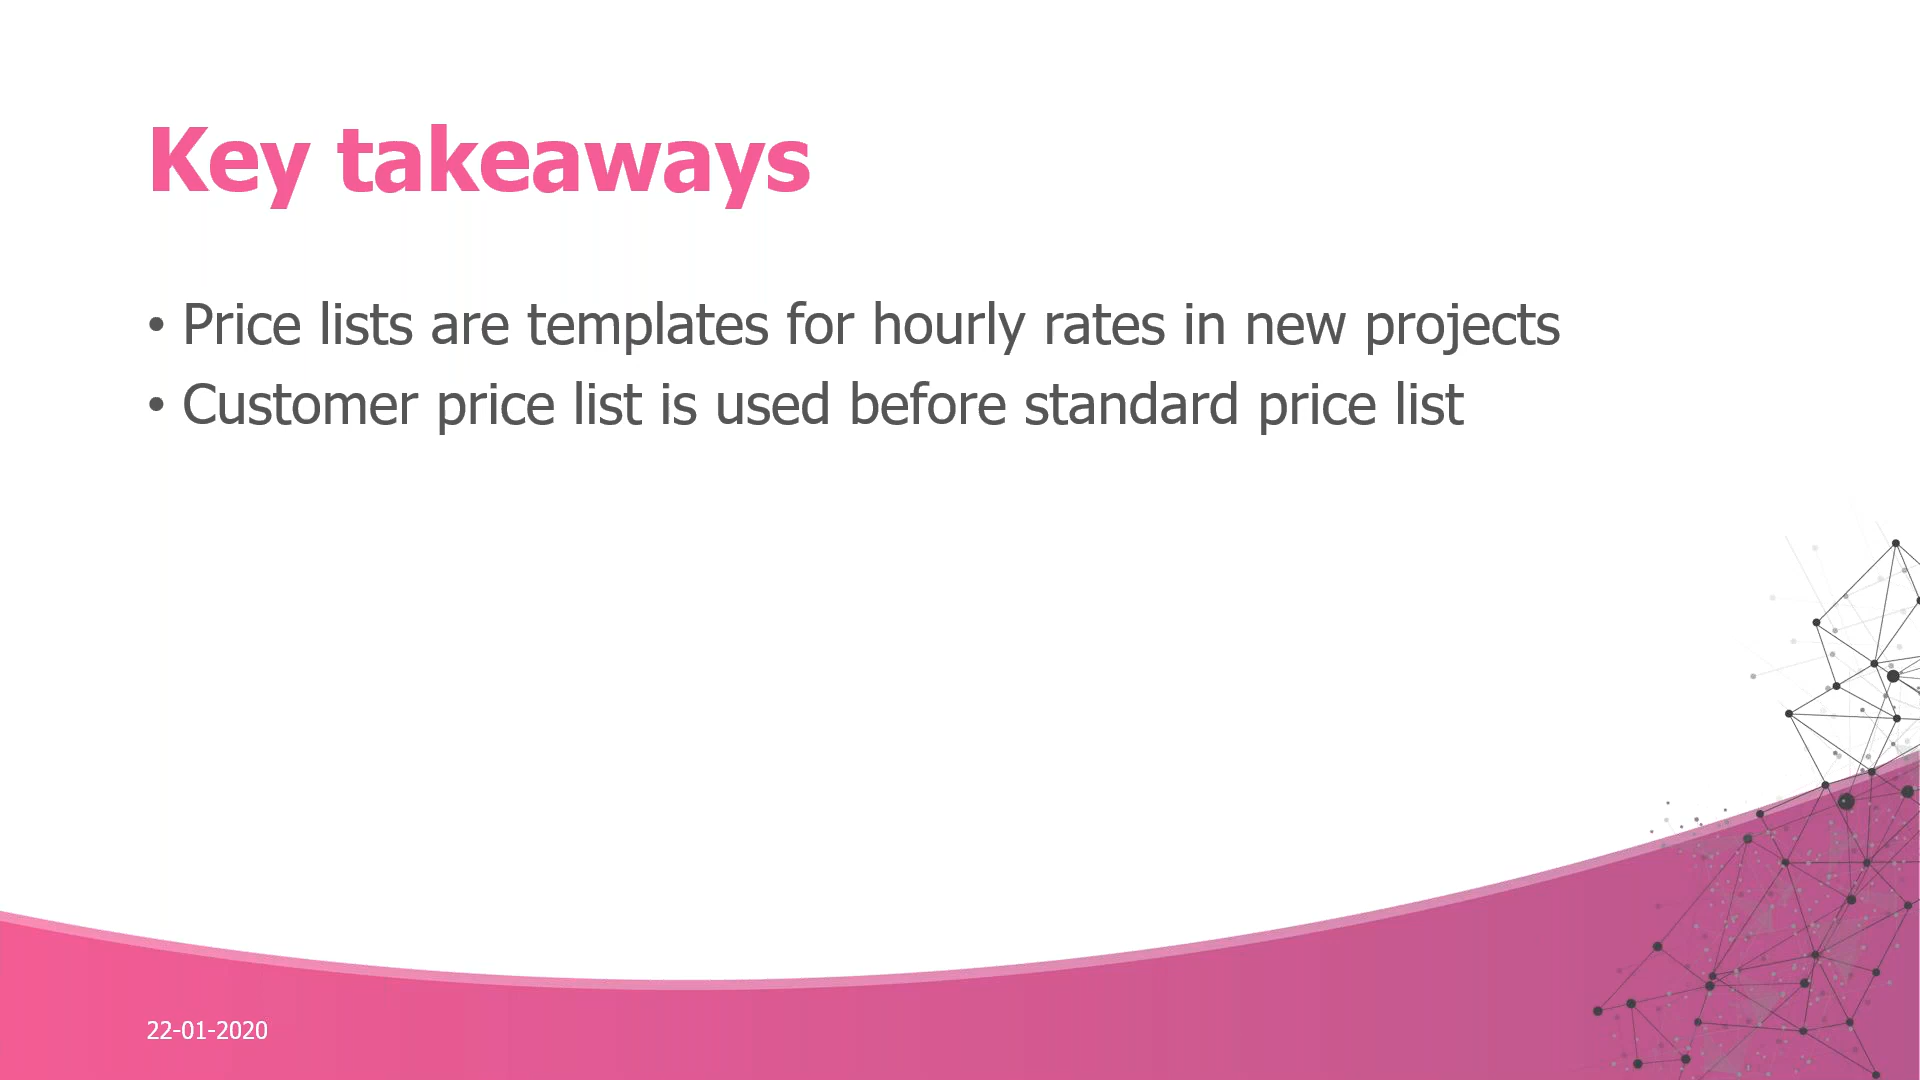 Key takeaways
• Price lists are templates for hourly rates in new projects
• Customer price list is used before standard price list
22-01-2020